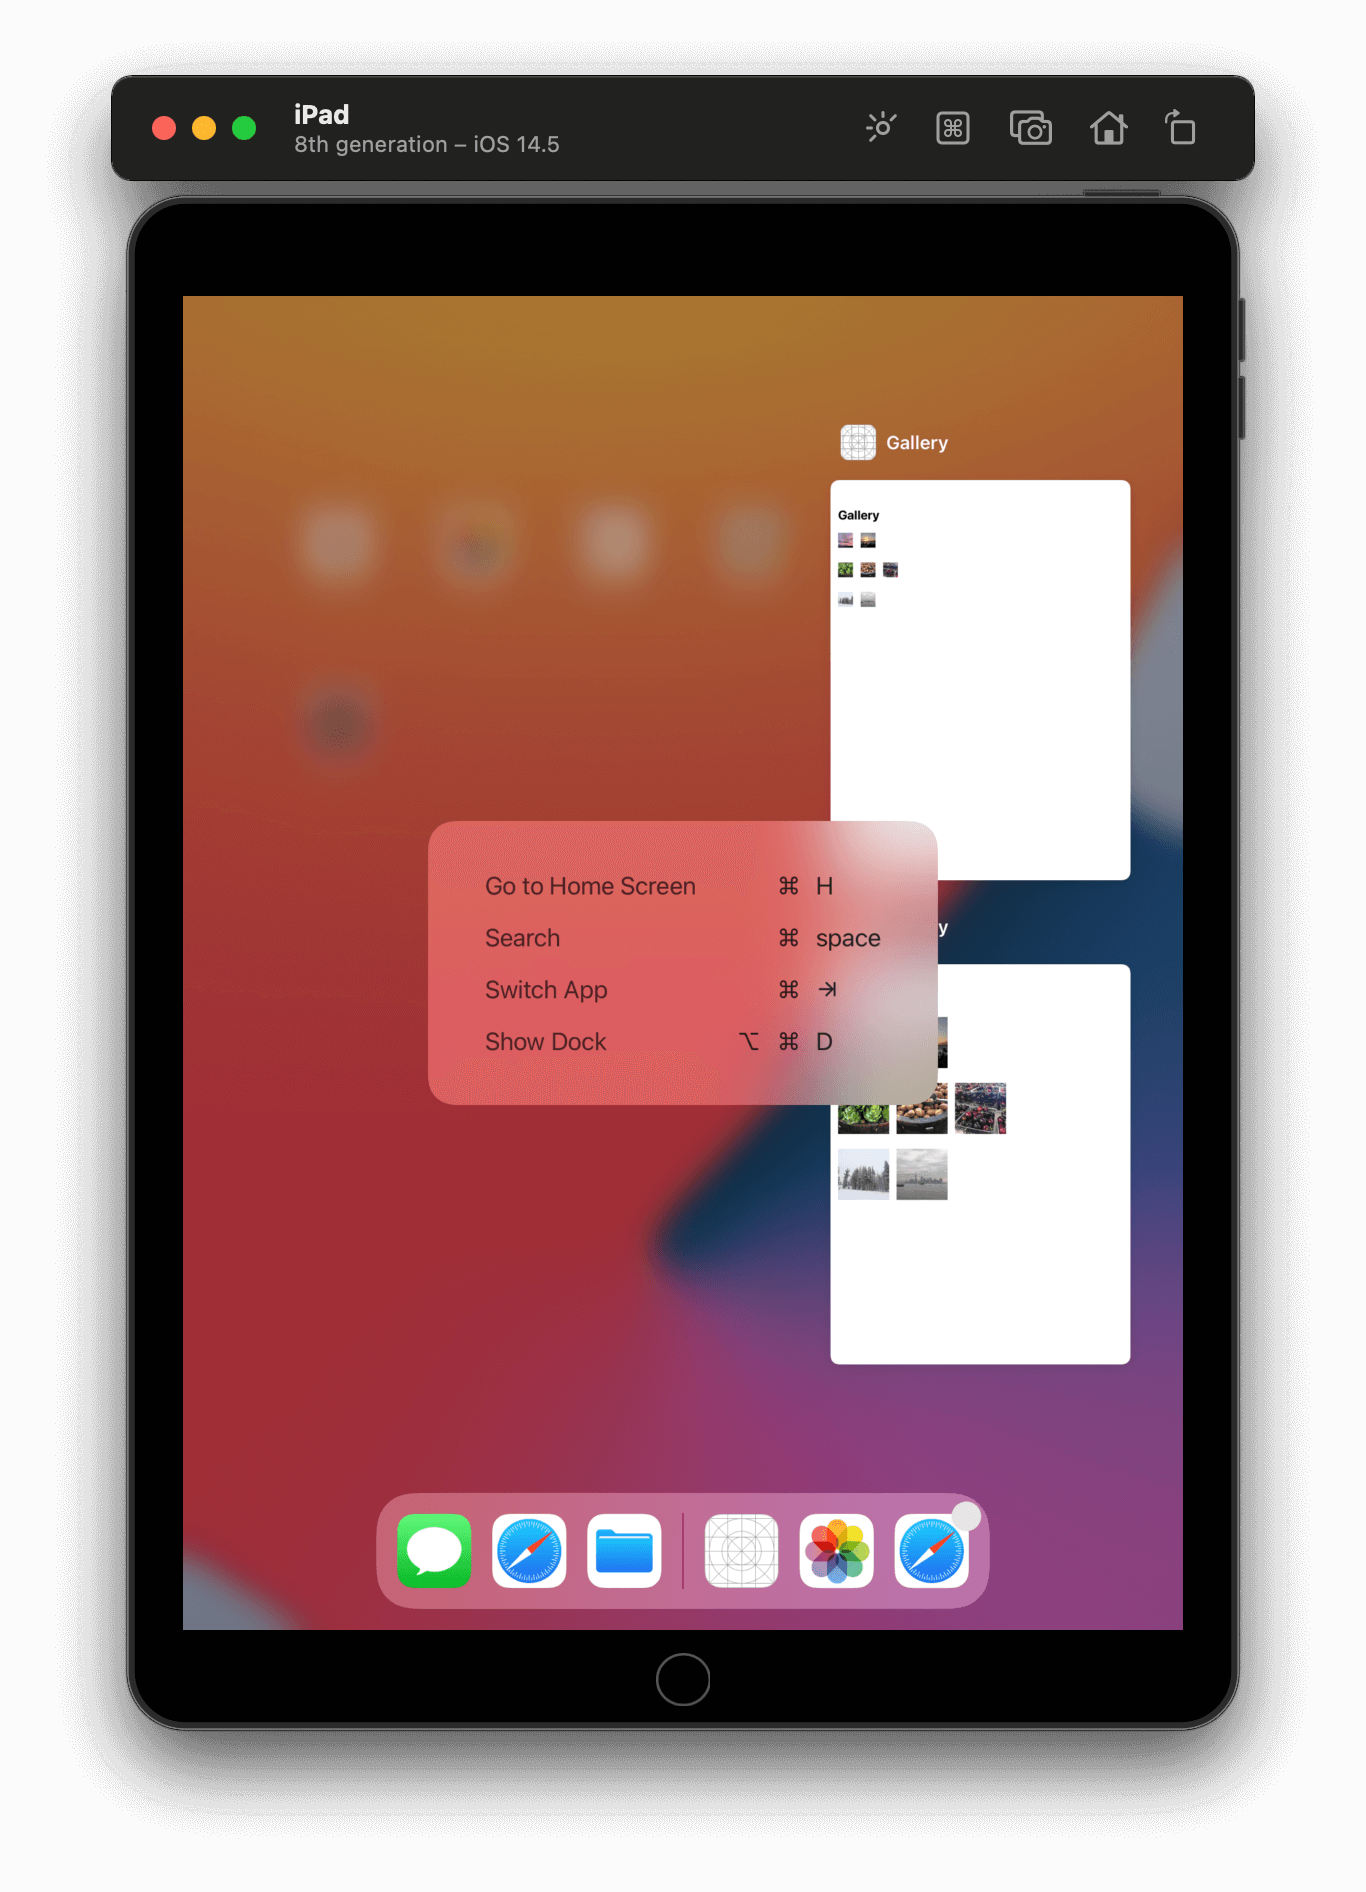 iPad
8th generation – iOS 14.5
Gallery
Gallery
Go to Home Screen ⌘ H
Search ⌘ space
y
Switch App ⌘ ⇥
Show Dock ⌥ ⌘ D